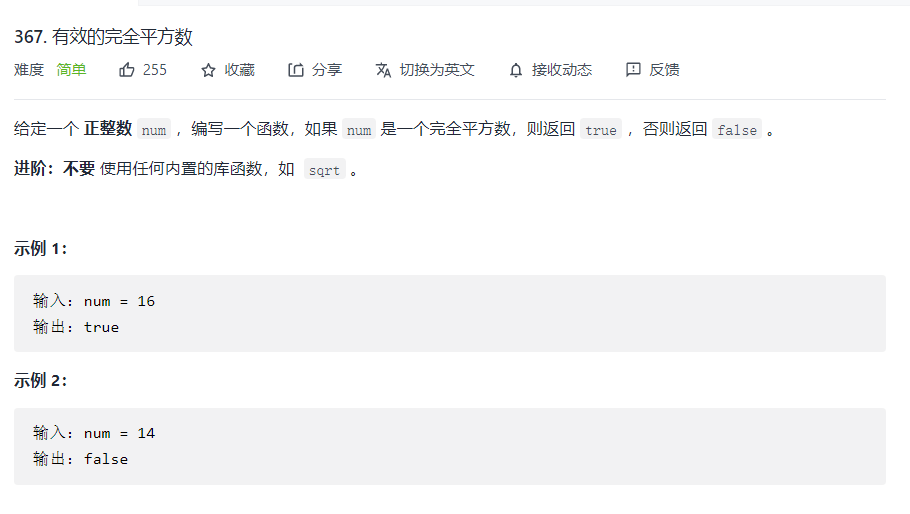 367. 有效的完全平方数
难度 简单 255 收藏 分享 切换为英文 接收动态 反馈
给定一个 正整数 num ，编写一个函数，如果 num 是一个完全平方数，则返回 true ，否则返回 false 。
进阶：不要 使用任何内置的库函数，如 sqrt 。
示例 1：
输入：num = 16
输出：true
示例 2：
输入：num = 14
输出：false